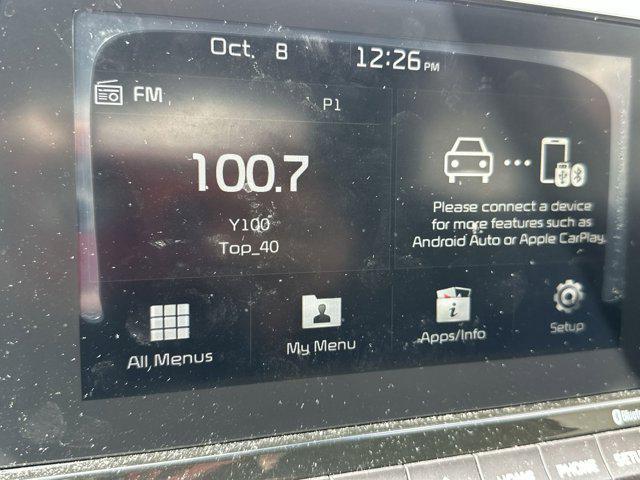 Oct. 8
12:26 PM
FM
P1
100.7
Y100
Top_40
Please connect a device
for more features such as
Android Auto or Apple CarPlay.
All Menus
My Menu
Apps/Info
Setup
HOME
PHONE